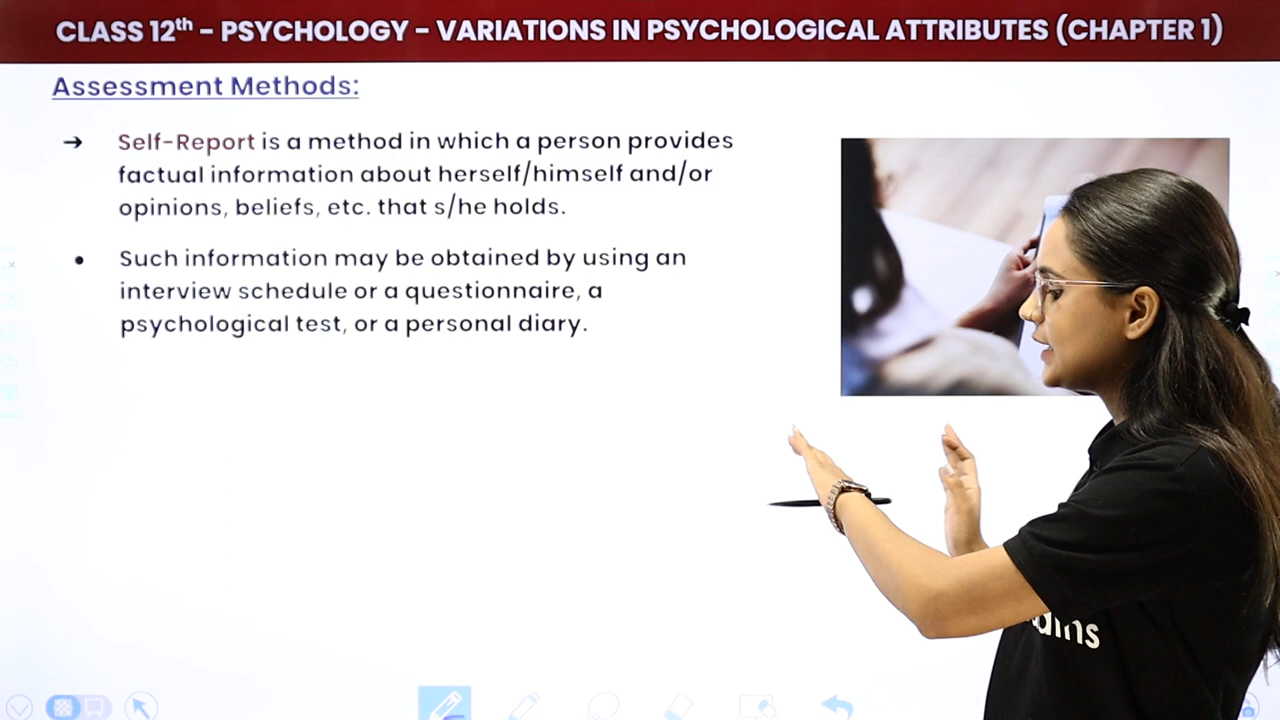 CLASS 12th – PSYCHOLOGY – VARIATIONS IN PSYCHOLOGICAL ATTRIBUTES (CHAPTER 1)
Assessment Methods:
→ Self-Report is a method in which a person provides
factual information about herself/himself and/or
opinions, beliefs, etc. that s/he holds.
• Such information may be obtained by using an
interview schedule or a questionnaire, a
psychological test, or a personal diary.